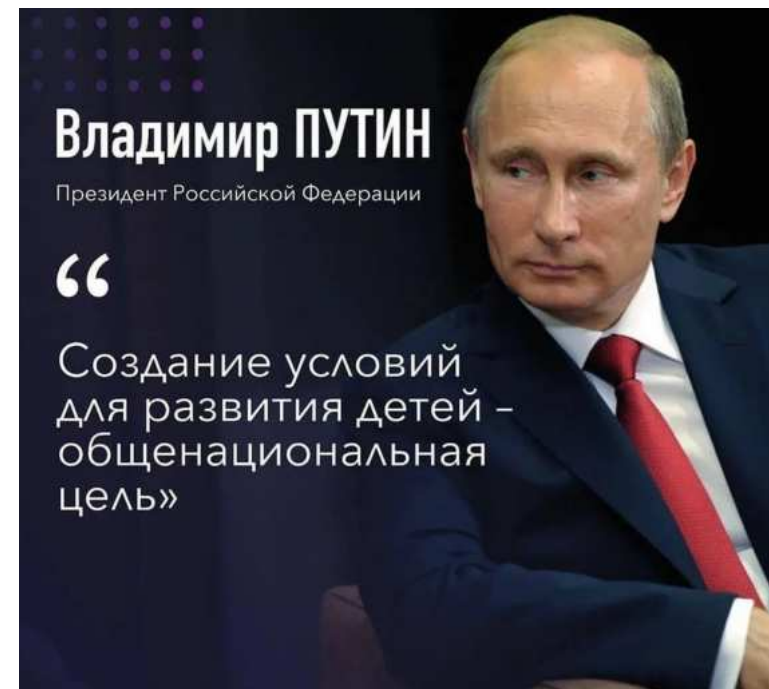 Владимир ПУТИН
Президент Российской Федерации
“
Создание условий
для развития детей –
общенациональная
цель»